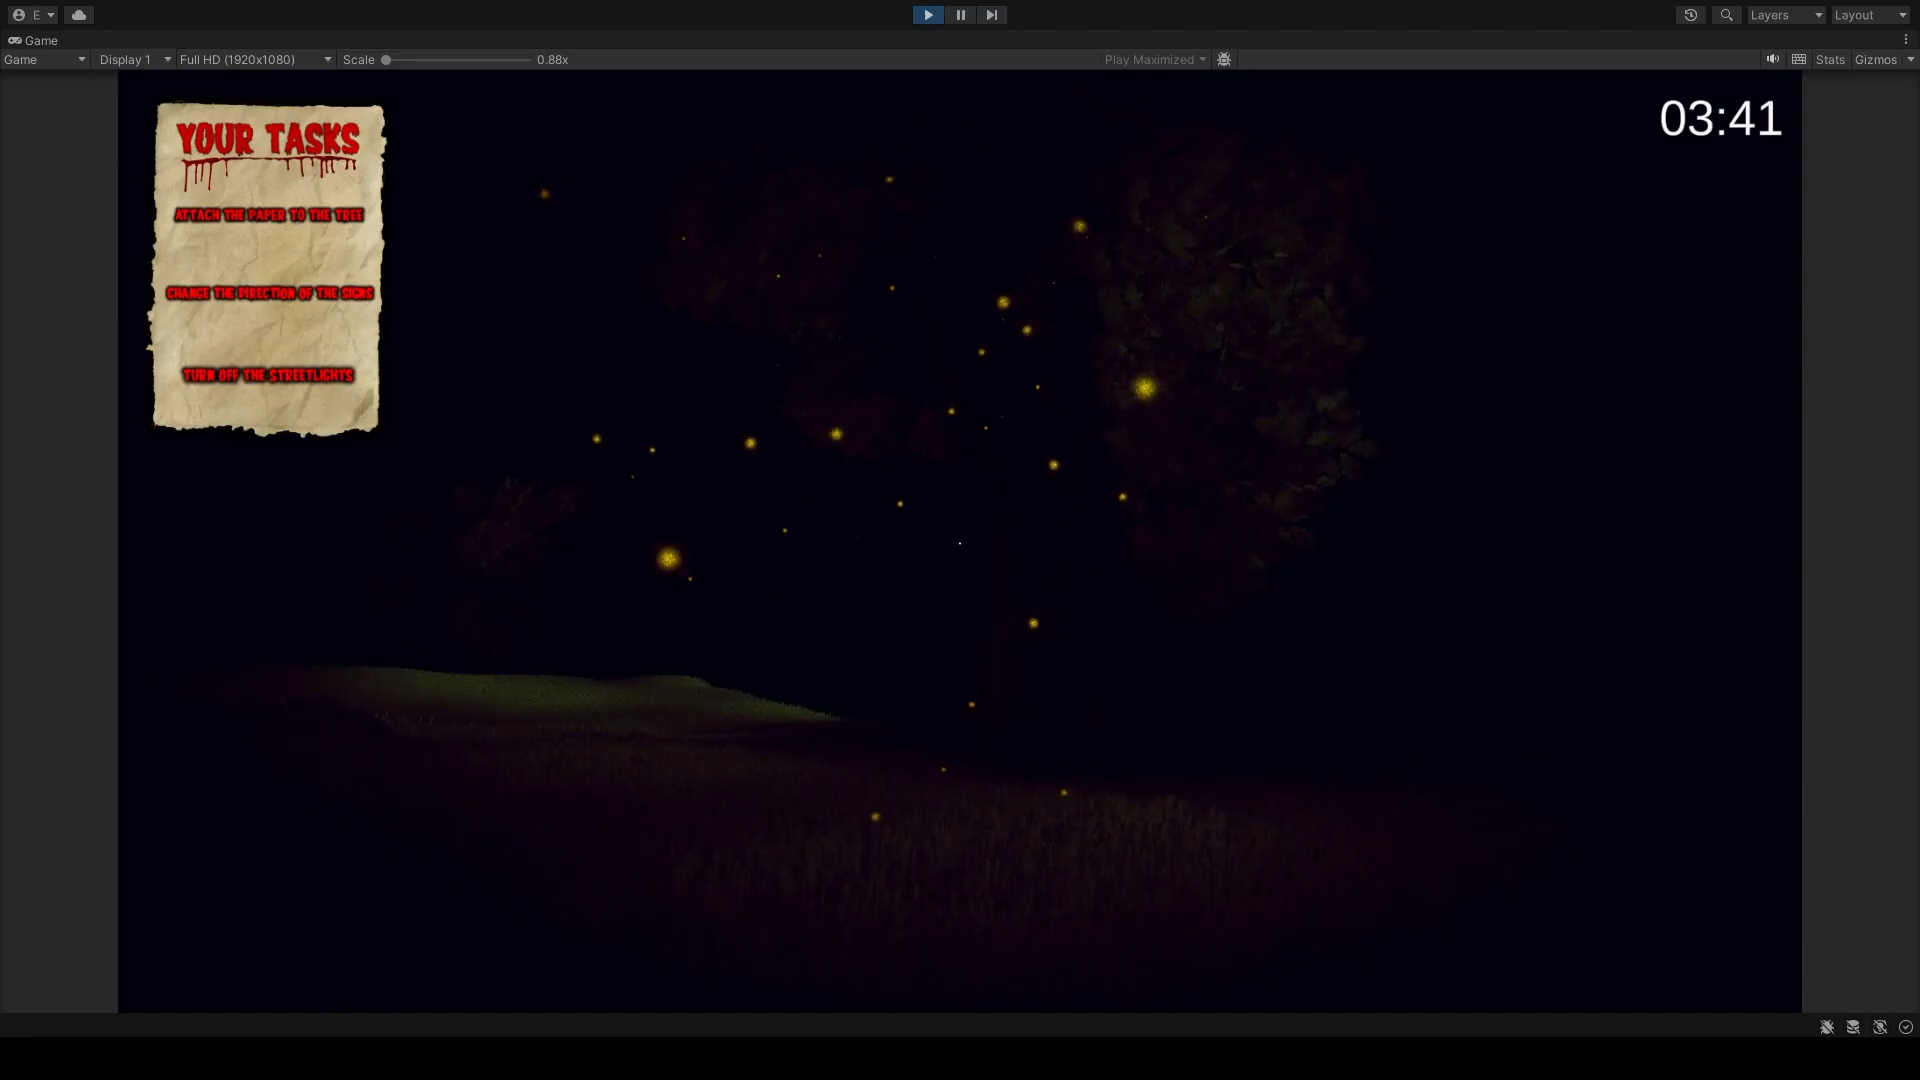 E
Layers
Layout
Game
Game
Display 1
Full HD (1920x1080)
Scale
0.88x
Play Maximized
Stats
Gizmos
YOUR TASKS
ATTACH THE PAPER TO THE TREE
CHANGE THE DIRECTION OF THE SIGNS
TURN OFF THE STREETLIGHTS
03:41